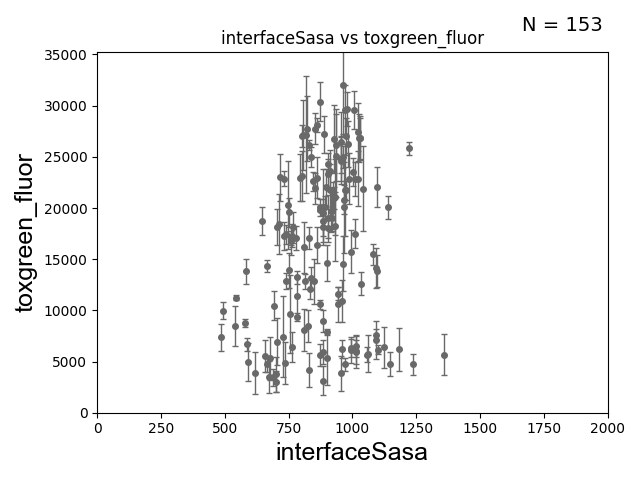 N = 153
interfaceSasa vs toxgreen_fluor
toxgreen_fluor
35000
30000
25000
20000
15000
10000
5000
0
0 250 500 750 1000 1250 1500 1750 2000
interfaceSasa